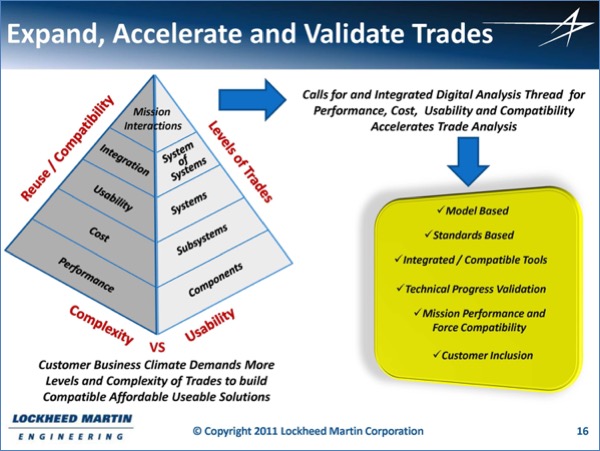 Expand, Accelerate and Validate Trades
Reuse / Compatibility
Levels of Trades
Mission
Interactions
Integration
System
of
Systems
Usability
Systems
Cost
Subsystems
Performance
Components
Complexity
VS
Usability
Customer Business Climate Demands More
Levels and Complexity of Trades to build
Compatible Affordable Useable Solutions
Calls for and Integrated Digital Analysis Thread for
Performance, Cost, Usability and Compatibility
Accelerates Trade Analysis
✓Model Based
✓Standards Based
✓Integrated / Compatible Tools
✓Technical Progress Validation
✓Mission Performance and
Force Compatibility
✓Customer Inclusion
LOCKHEED MARTIN
ENGINEERING
© Copyright 2011 Lockheed Martin Corporation
16